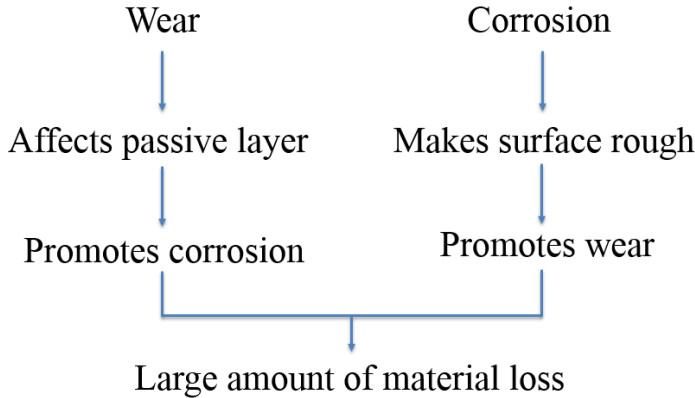 Wear
Corrosion
Affects passive layer
Makes surface rough
Promotes corrosion
Promotes wear
Large amount of material loss